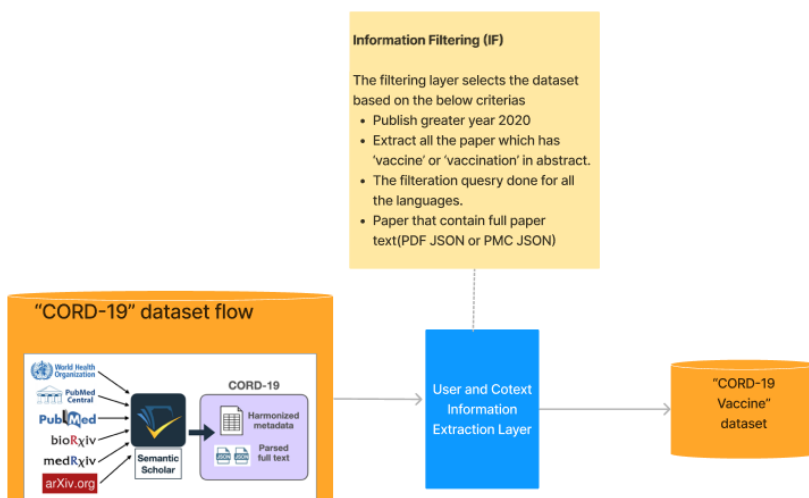 Information Filtering (IF)
The filtering layer selects the dataset
based on the below criterias
• Publish greater year 2020
• Extract all the paper which has
‘vaccine’ or ‘vaccination’ in abstract.
• The filteration quesry done for all
the languages.
• Paper that contain full paper
text(PDF JSON or PMC JSON)
“CORD-19” dataset flow
World Health
Organization
PubMed
Central
PubMed
bioRχiv
medRχiv
arXiv.org
Semantic
Scholar
CORD-19
Harmonized
metadata
JSON
JSON
Parsed
full text
User and Cotext
Information
Extraction Layer
“CORD-19
Vaccine”
dataset